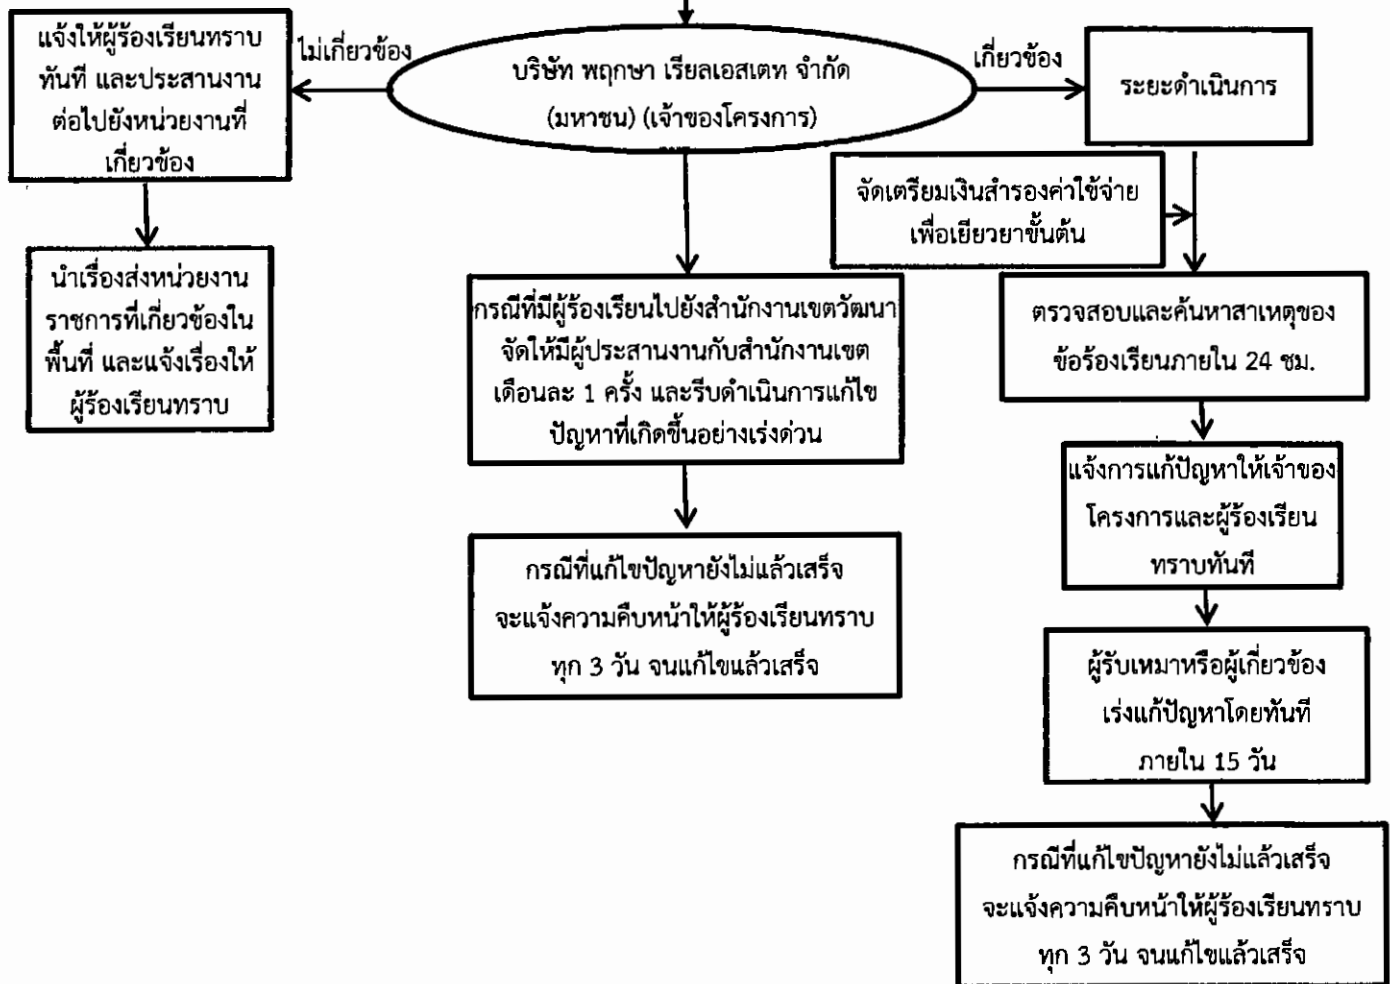 แจ้งให้ผู้ร้องเรียนทราบ
ทันที และประสานงาน
ต่อไปยังหน่วยงานที่
เกี่ยวข้อง
ไม่เกี่ยวข้อง
บริษัท พฤกษา เรียลเอสเตท จำกัด
(มหาชน) (เจ้าของโครงการ)
เกี่ยวข้อง
ระยะดำเนินการ
จัดเตรียมเงินสำรองค่าใช้จ่าย
เพื่อเยียวยาขั้นต้น
นำเรื่องส่งหน่วยงาน
ราชการที่เกี่ยวข้องใน
พื้นที่ และแจ้งเรื่องให้
ผู้ร้องเรียนทราบ
กรณีที่มีผู้ร้องเรียนไปยังสำนักงานเขตวัฒนา
จัดให้มีผู้ประสานงานกับสำนักงานเขต
เดือนละ 1 ครั้ง และรีบดำเนินการแก้ไข
ปัญหาที่เกิดขึ้นอย่างเร่งด่วน
ตรวจสอบและค้นหาสาเหตุของ
ข้อร้องเรียนภายใน 24 ชม.
แจ้งการแก้ปัญหาให้เจ้าของ
โครงการและผู้ร้องเรียน
ทราบทันที
กรณีที่แก้ไขปัญหายังไม่แล้วเสร็จ
จะแจ้งความคืบหน้าให้ผู้ร้องเรียนทราบ
ทุก 3 วัน จนแก้ไขแล้วเสร็จ
ผู้รับเหมาหรือผู้เกี่ยวข้อง
เร่งแก้ปัญหาโดยทันที
ภายใน 15 วัน
กรณีที่แก้ไขปัญหายังไม่แล้วเสร็จ
จะแจ้งความคืบหน้าให้ผู้ร้องเรียนทราบ
ทุก 3 วัน จนแก้ไขแล้วเสร็จ